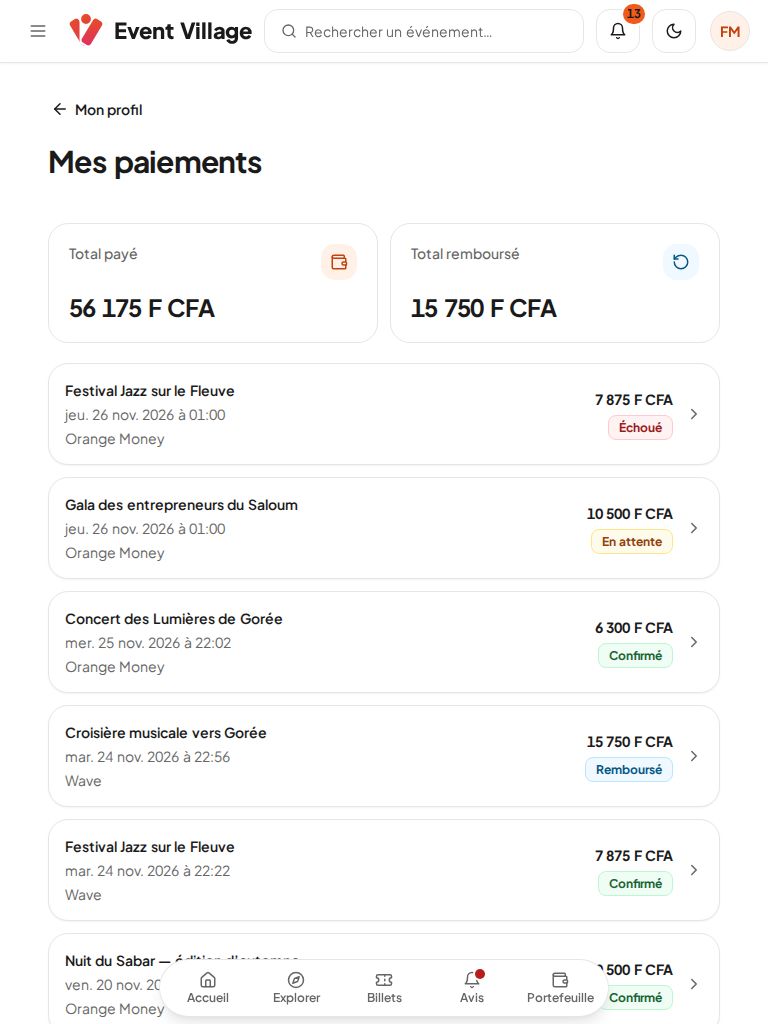 Event Village
Rechercher un événement...
13
FM
Mon profil
Mes paiements
Total payé
56 175 F CFA
Total remboursé
15 750 F CFA
Festival Jazz sur le Fleuve
jeu. 26 nov. 2026 à 01:00
Orange Money
7 875 F CFA
Échoué
Gala des entrepreneurs du Saloum
jeu. 26 nov. 2026 à 01:00
Orange Money
10 500 F CFA
En attente
Concert des Lumières de Gorée
mer. 25 nov. 2026 à 22:02
Orange Money
6 300 F CFA
Confirmé
Croisière musicale vers Gorée
mar. 24 nov. 2026 à 22:56
Wave
15 750 F CFA
Remboursé
Festival Jazz sur le Fleuve
mar. 24 nov. 2026 à 22:22
Wave
7 875 F CFA
Confirmé
Nuit du Sabar — édition d'automne
ven. 20 nov. 20
Orange Money
500 F CFA
Confirmé
Accueil
Explorer
Billets
Avis
Portefeuille